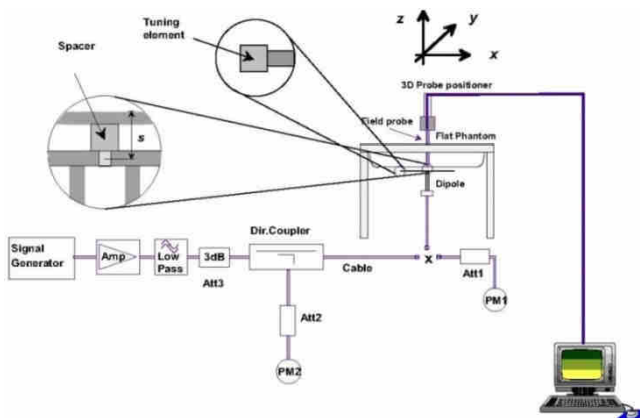 Tuning
element
Spacer
s
z
y
x
3D Probe positioner
Field probe
Flat Phantom
Dipole
Signal
Generator
Amp
Low
Pass
3dB
Att3
Dir.Coupler
Cable
x
Att1
PM1
Att2
PM2